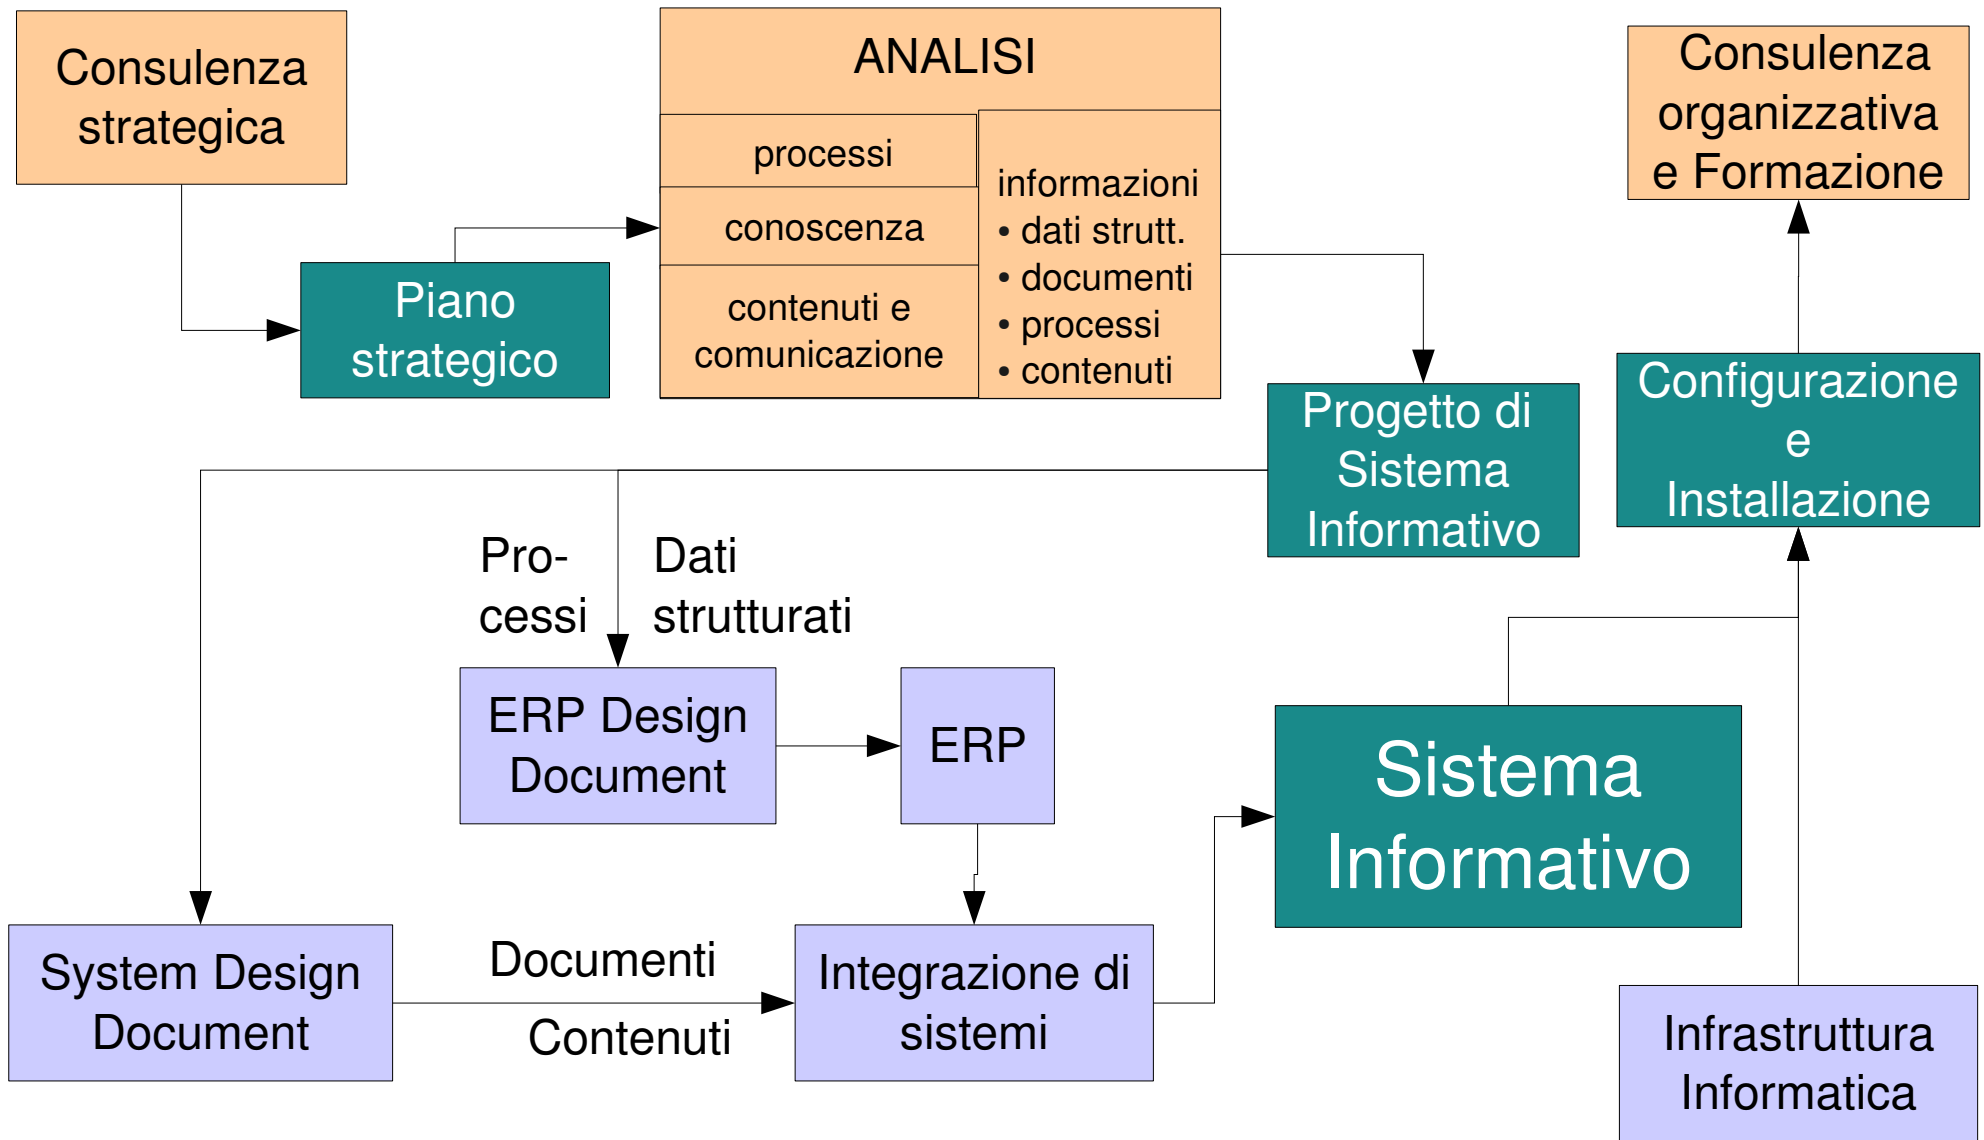 Consulenza
strategica
Piano
strategico
ANALISI
processi
conoscenza
contenuti e
comunicazione
informazioni
• dati strutt.
• documenti
• processi
• contenuti
Progetto di
Sistema
Informativo
Consulenza
organizzativa
e Formazione
Configurazione
e
Installazione
Pro-
cessi
Dati
strutturati
ERP Design
Document
ERP
Sistema
Informativo
System Design
Document
Documenti
Contenuti
Integrazione di
sistemi
Infrastruttura
Informatica